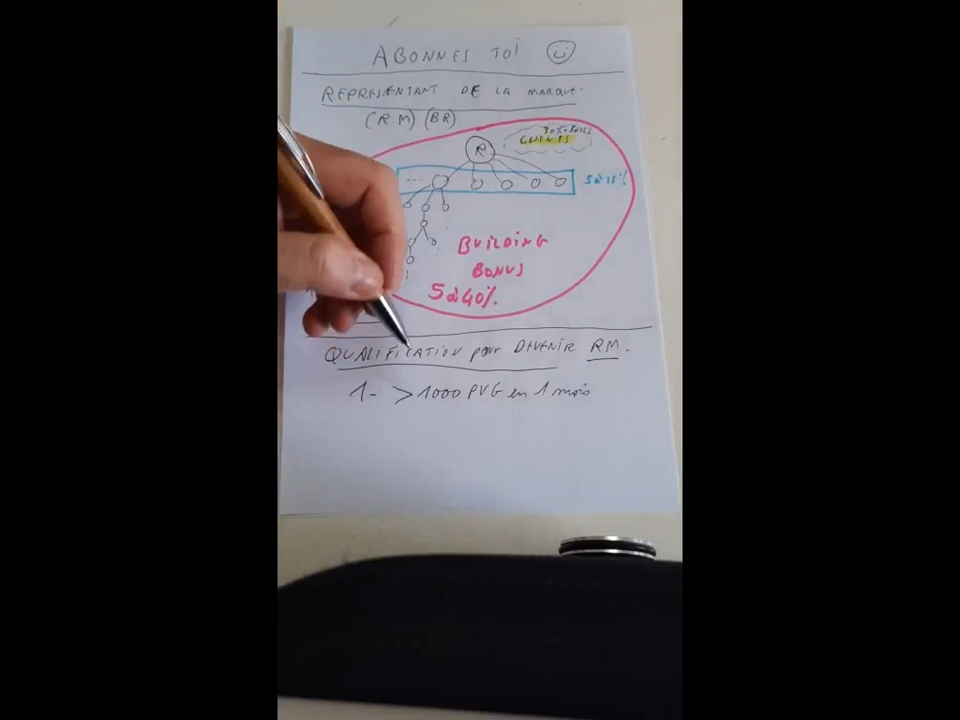 ABONNES TOI
REPRESENTANT DE LA MARQUE.
(RM) (BR)
R
CLIENTS
5 à 15%
BUILDING
BONUS
5 à 40%
QUALIFICATION pour DEVENIR RM.
1- >1000 PVG en 1 mois